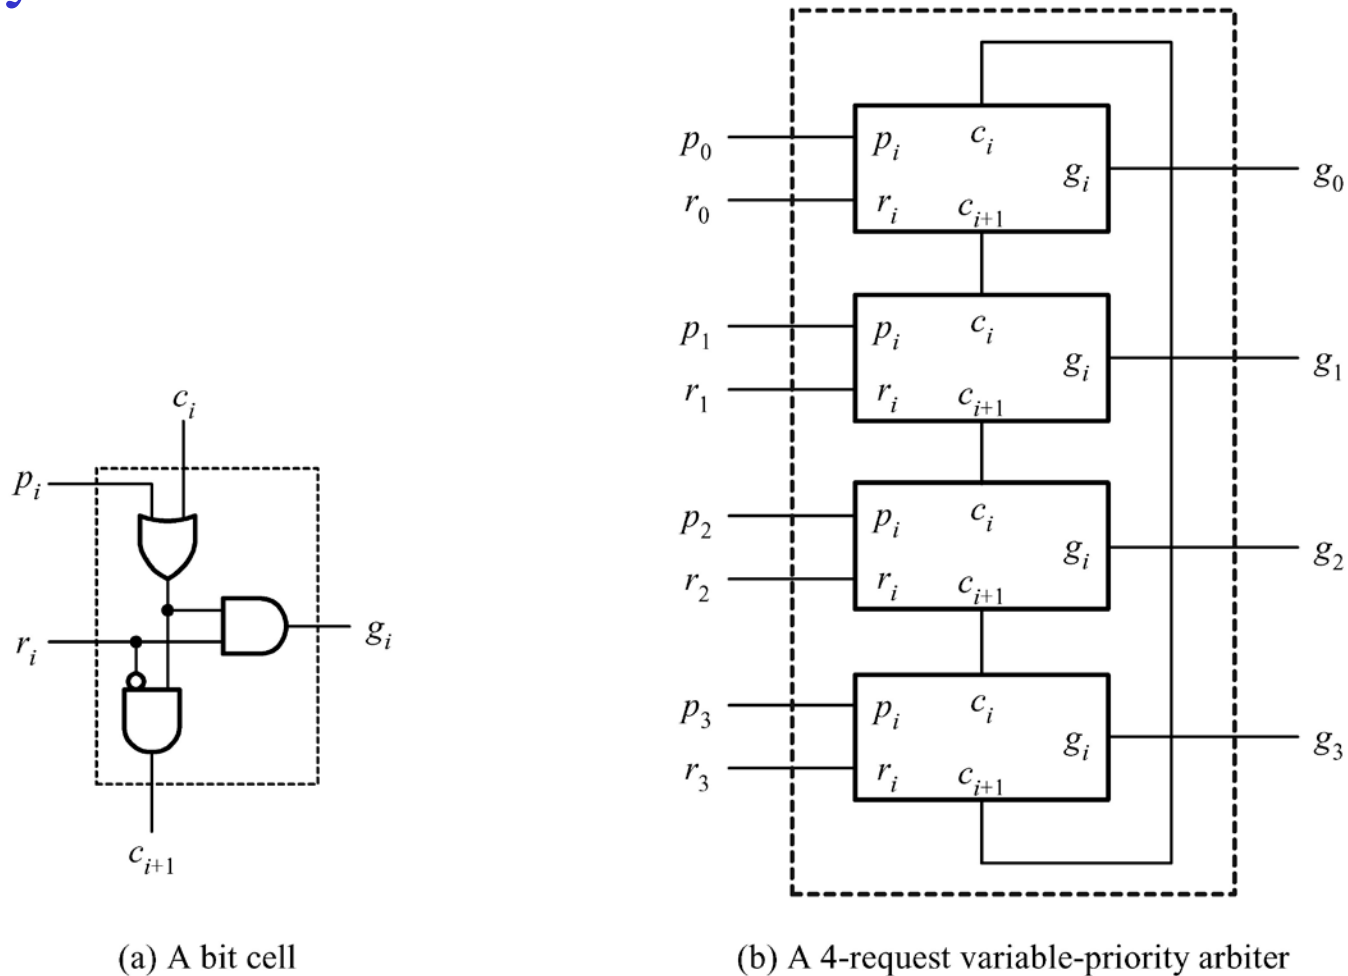 c_i
p_i
r_i
g_i
c_{i+1}
(a) A bit cell
p_0
r_0
p_i
c_i
r_i
c_{i+1}
g_i
g_0
p_1
r_1
p_i
c_i
r_i
c_{i+1}
g_i
g_1
p_2
r_2
p_i
c_i
r_i
c_{i+1}
g_i
g_2
p_3
r_3
p_i
c_i
r_i
c_{i+1}
g_i
g_3
(b) A 4-request variable-priority arbiter